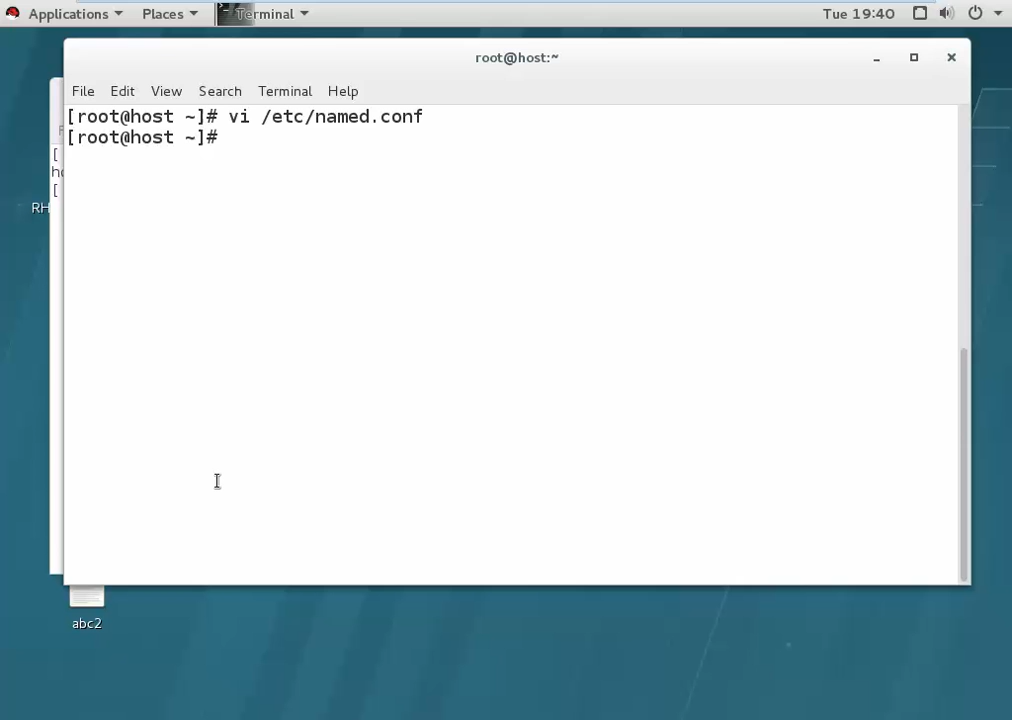 Applications Places Terminal Tue 19:40
root@host:~
File Edit View Search Terminal Help
[root@host ~]# vi /etc/named.conf
[root@host ~]#
[
ho
[
RH
abc2